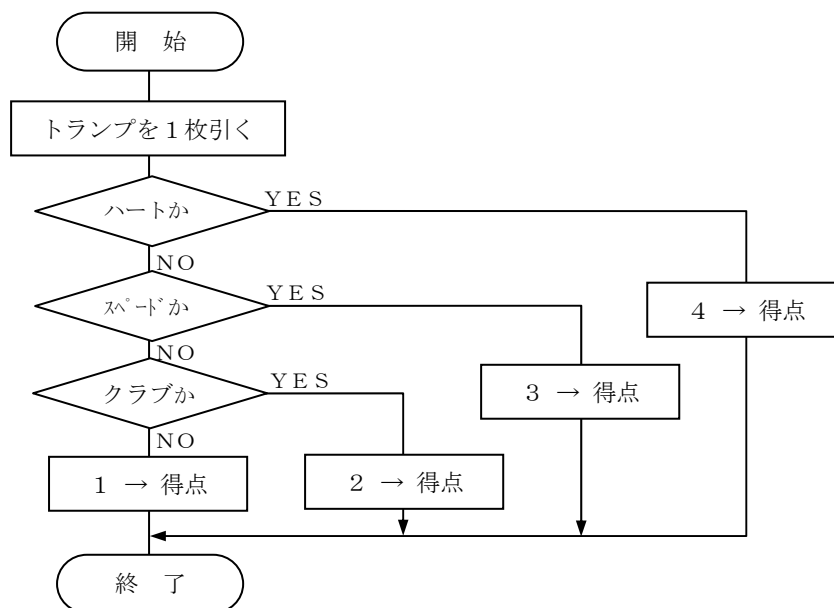 開 始
トランプを１枚引く
ハートか
ＹＥＳ
ＮＯ
ｽﾍﾟｰﾄﾞか
ＹＥＳ
４ → 得点
ＮＯ
クラブか
ＹＥＳ
３ → 得点
ＮＯ
１ → 得点
２ → 得点
終 了